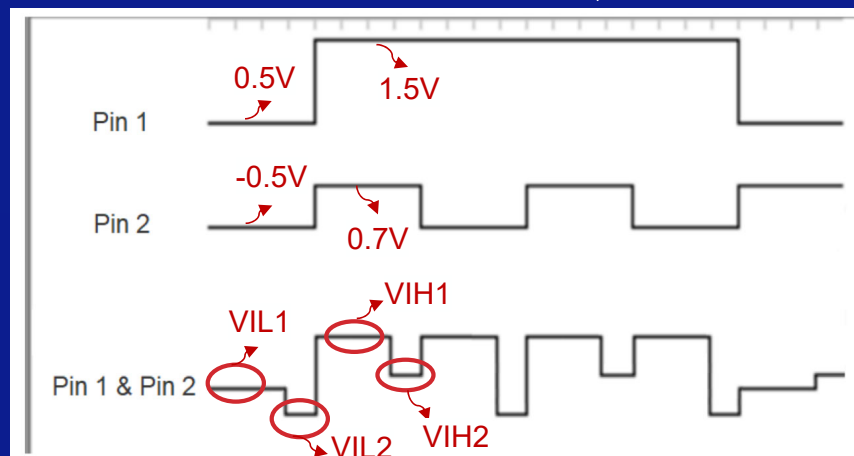 0.5V
1.5V
Pin 1
-0.5V
Pin 2
0.7V
VIH1
VIL1
Pin 1 & Pin 2
VIL2
VIH2